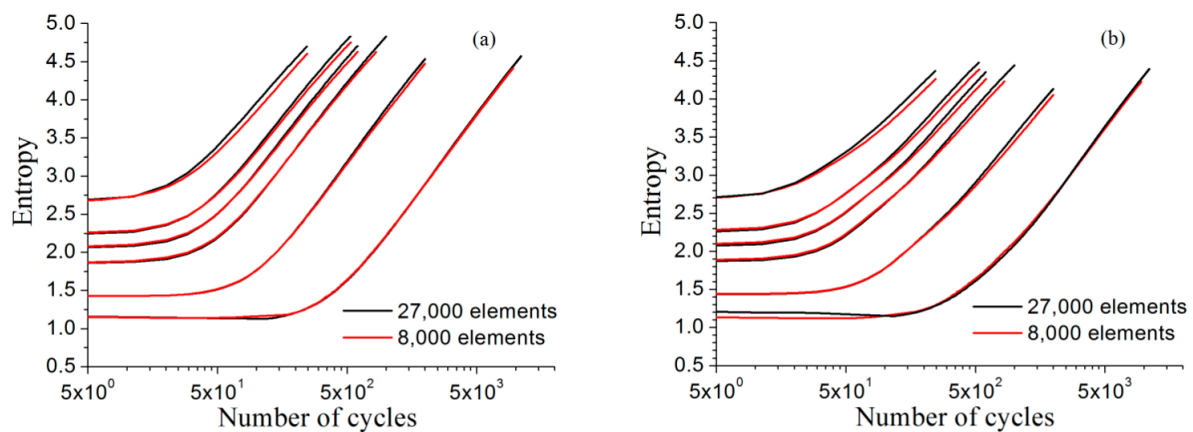 5.0
4.5
4.0
3.5
3.0
2.5
2.0
1.5
1.0
0.5
Entropy
(a)
27,000 elements
8,000 elements
5x10⁰
5x10¹
5x10²
5x10³
Number of cycles
5.0
4.5
4.0
3.5
3.0
2.5
2.0
1.5
1.0
0.5
Entropy
(b)
27,000 elements
8,000 elements
5x10⁰
5x10¹
5x10²
5x10³
Number of cycles